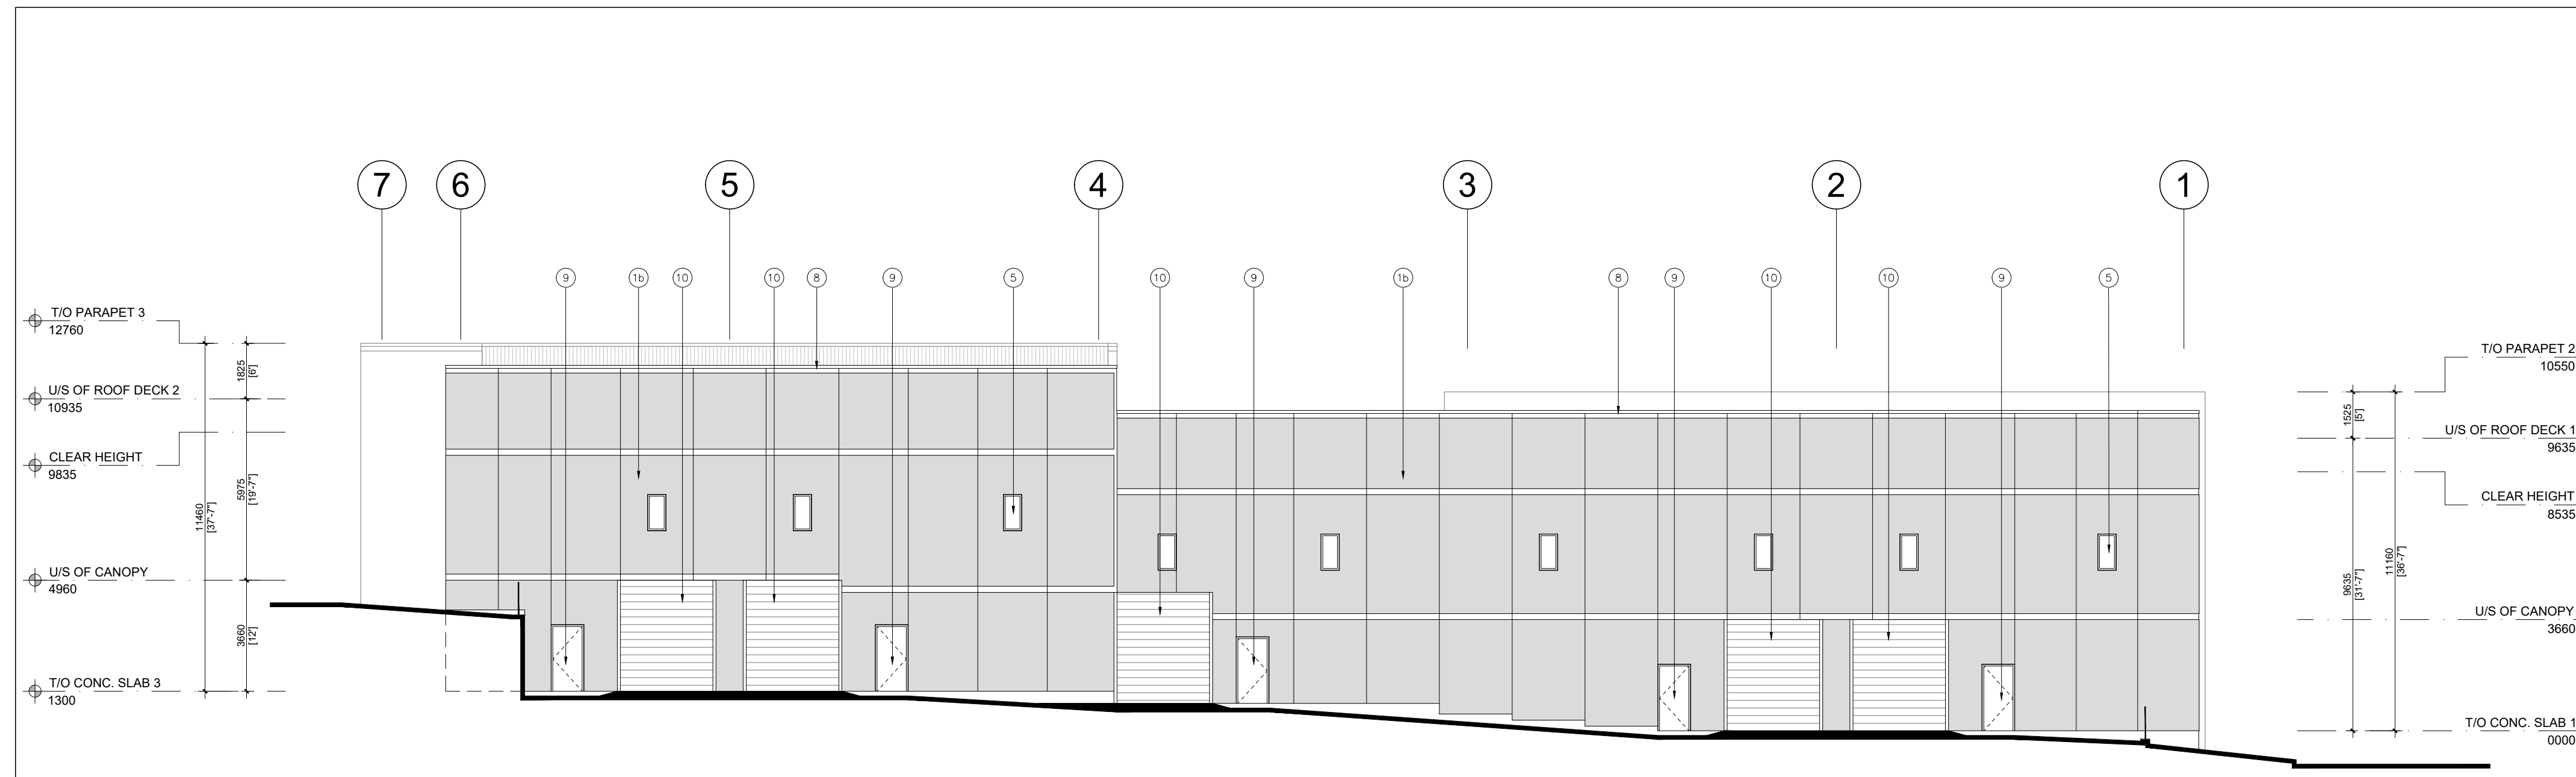 7 6 5 4 3 2 1
9 1b 10 10 8 9 5 10 9 1b 8 9 10 10 9 5
T/O PARAPET 3
12760
U/S OF ROOF DECK 2
10935
CLEAR HEIGHT
9835
U/S OF CANOPY
4960
T/O CONC. SLAB 3
1300
11460
[37'-7"]
1825
[6']
5975
[19'-7"]
3660
[12']
1525
[5']
9635
[31'-7"]
11160
[36'-7"]
T/O PARAPET 2
10550
U/S OF ROOF DECK 1
9635
CLEAR HEIGHT
8535
U/S OF CANOPY
3660
T/O CONC. SLAB 1
0000